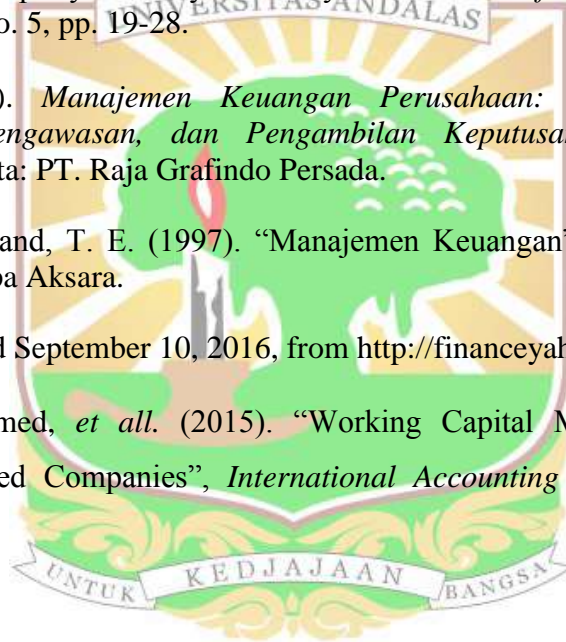 UNIVERSITAS ANDALAS
o. 5, pp. 19-28.
). Manajemen Keuangan Perusahaan:
engawasan, dan Pengambilan Keputusa
ta: PT. Raja Grafindo Persada.
and, T. E. (1997). “Manajemen Keuangan”
pa Aksara.
d September 10, 2016, from http://financeyah
med, et all. (2015). “Working Capital M
ed Companies”, International Accounting
UNTUK KEDJAJAAN BANGSA